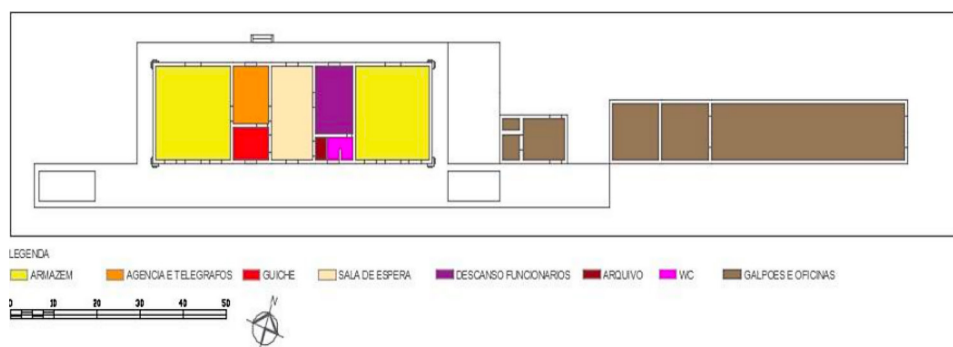 LEGENDA
ARMAZEM AGENCIA E TELEGRAFOS GUICHE SALA DE ESPERA DESCANSO FUNCIONARIOS ARQUIVO WC GALPOES E OFICINAS
0 10 20 30 40 50
N